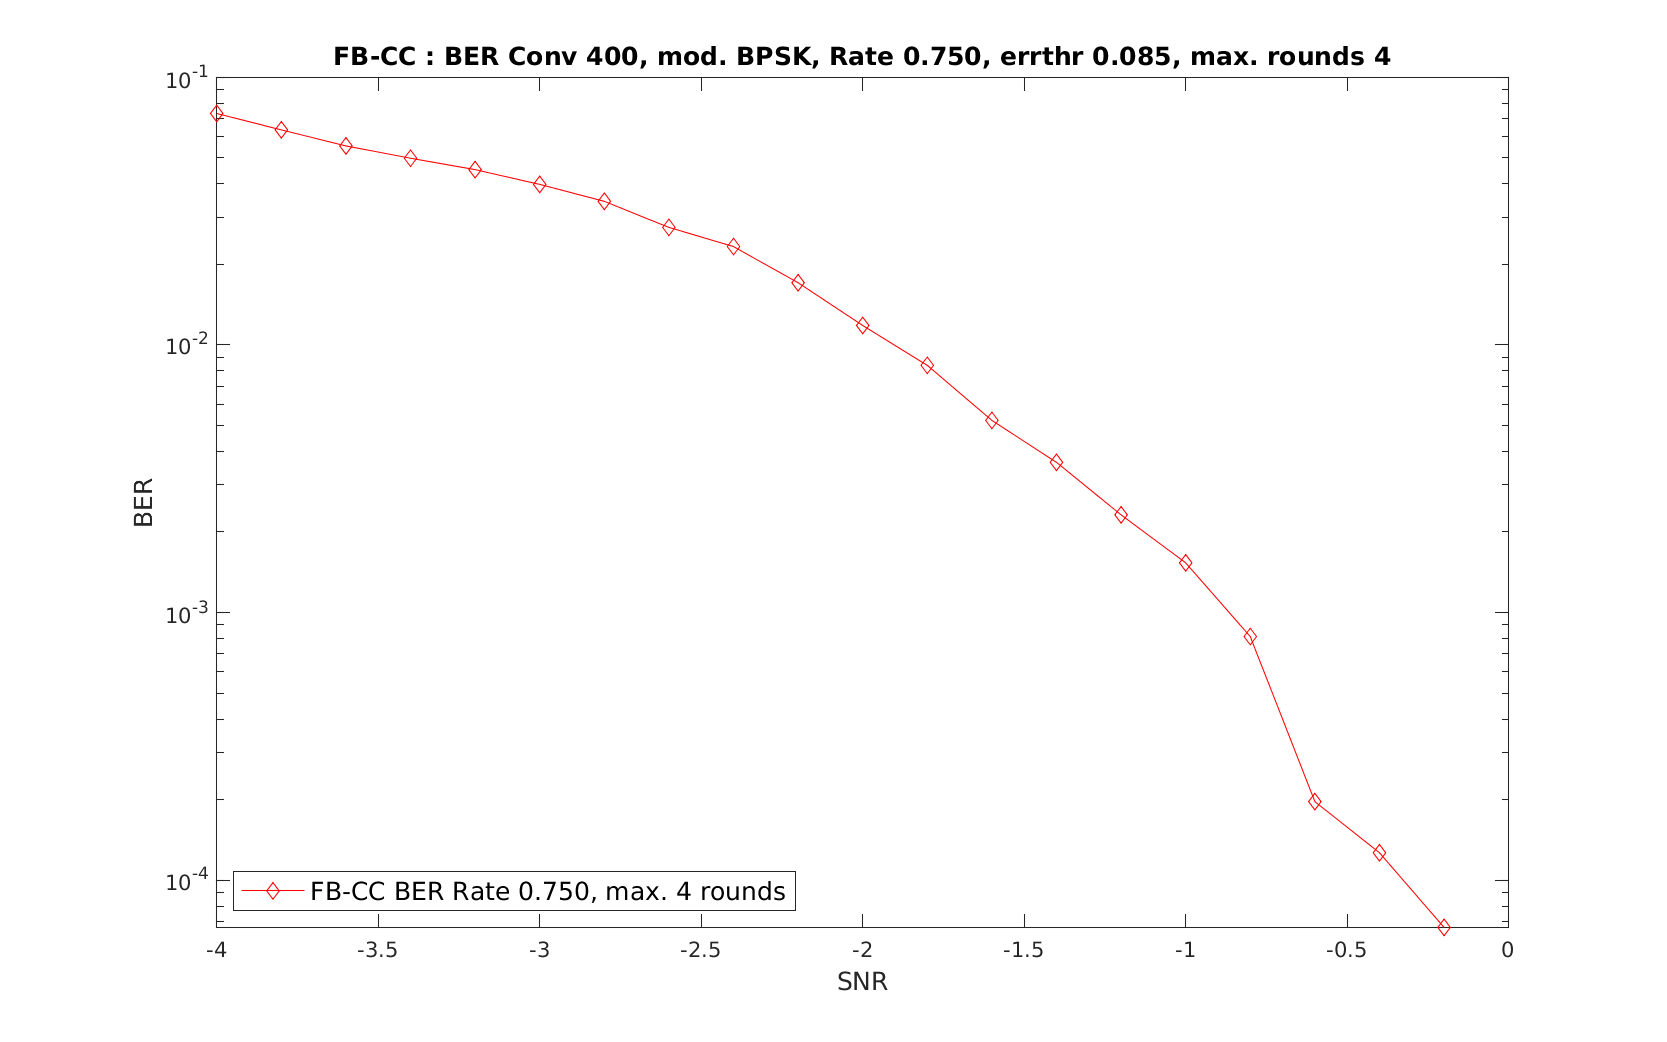 FB-CC : BER Conv 400, mod. BPSK, Rate 0.750, errthr 0.085, max. rounds 4
10^-1
10^-2
10^-3
10^-4
BER
FB-CC BER Rate 0.750, max. 4 rounds
-4 -3.5 -3 -2.5 -2 -1.5 -1 -0.5 0
SNR